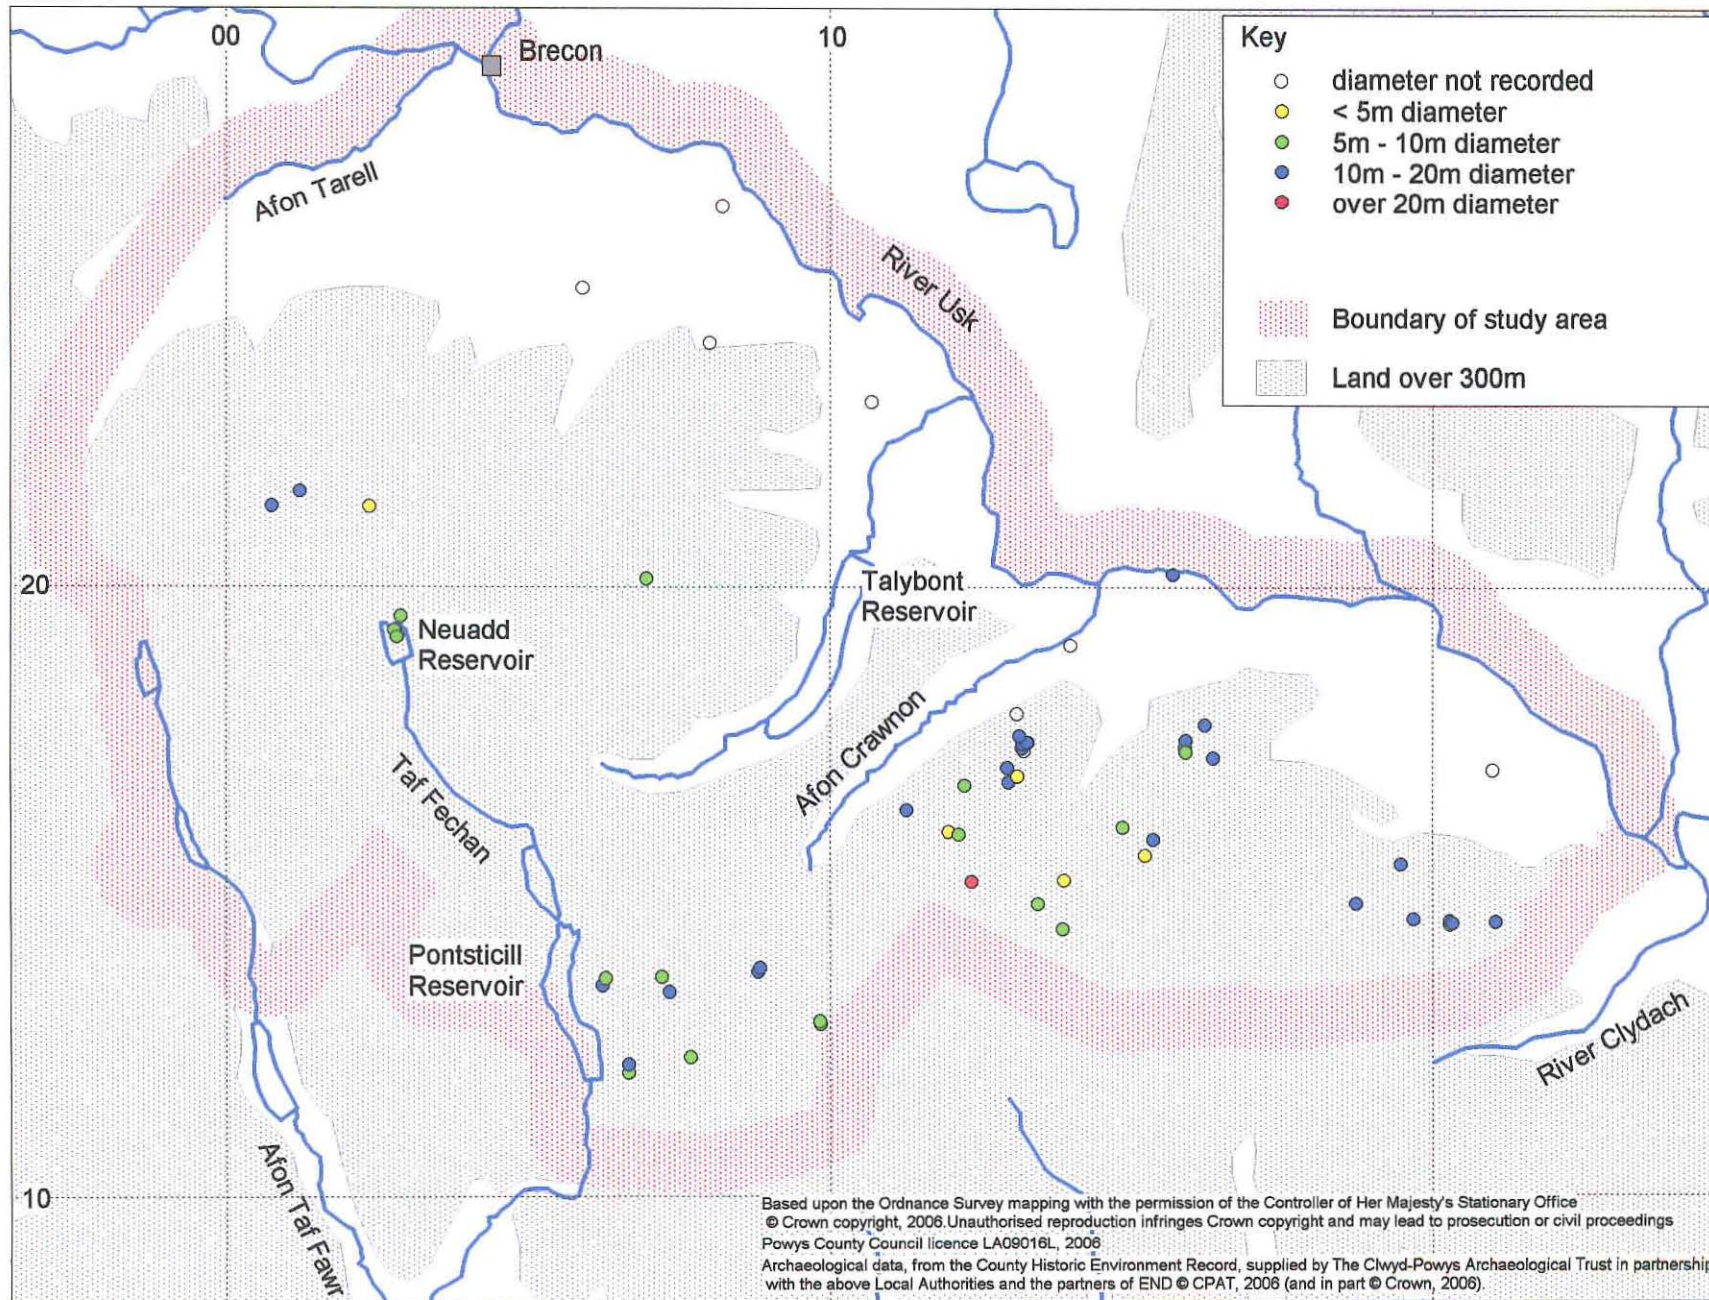 00
10
Brecon
Key
diameter not recorded
< 5m diameter
5m - 10m diameter
10m - 20m diameter
over 20m diameter
Boundary of study area
Land over 300m
Afon Tarell
River Usk
20
Talybont
Reservoir
Neuadd
Reservoir
Afon Crawnon
Taf Fechan
Pontsticill
Reservoir
River Clydach
Afon Taf Fawr
10
Based upon the Ordnance Survey mapping with the permission of the Controller of Her Majesty's Stationary Office
© Crown copyright, 2006.Unauthorised reproduction infringes Crown copyright and may lead to prosecution or civil proceedings
Powys County Council licence LA09016L, 2006
Archaeological data, from the County Historic Environment Record, supplied by The Clwyd-Powys Archaeological Trust in partnership
with the above Local Authorities and the partners of END © CPAT, 2006 (and in part © Crown, 2006).